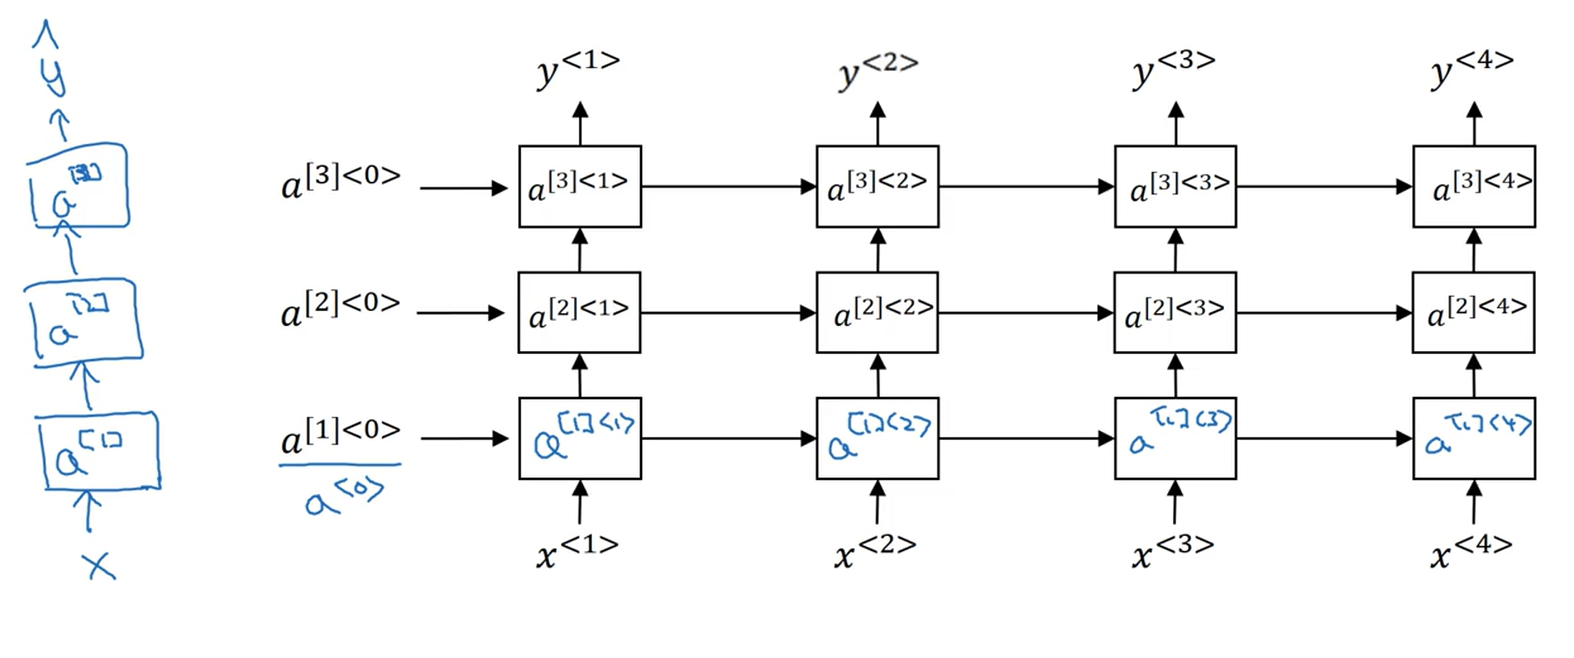 ^
y
a^[3]
a^[2]
a^[1]
x
y^<1> y^<2> y^<3> y^<4>
a^[3]<0> a^[3]<1> a^[3]<2> a^[3]<3> a^[3]<4>
a^[2]<0> a^[2]<1> a^[2]<2> a^[2]<3> a^[2]<4>
a^[1]<0> a^[1]<1> a^[1]<2> a^[1]<3> a^[1]<4>
a^<0>
x^<1> x^<2> x^<3> x^<4>